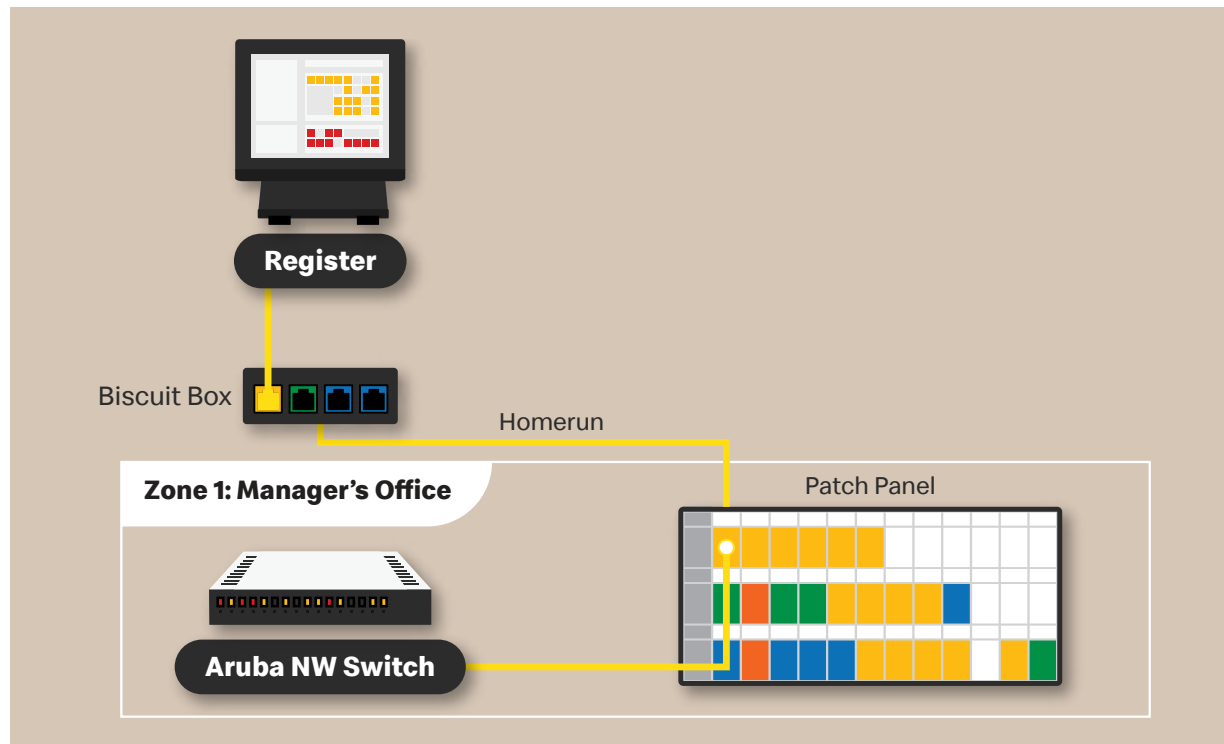 Register
Biscuit Box
Homerun
Zone 1: Manager’s Office
Patch Panel
Aruba NW Switch